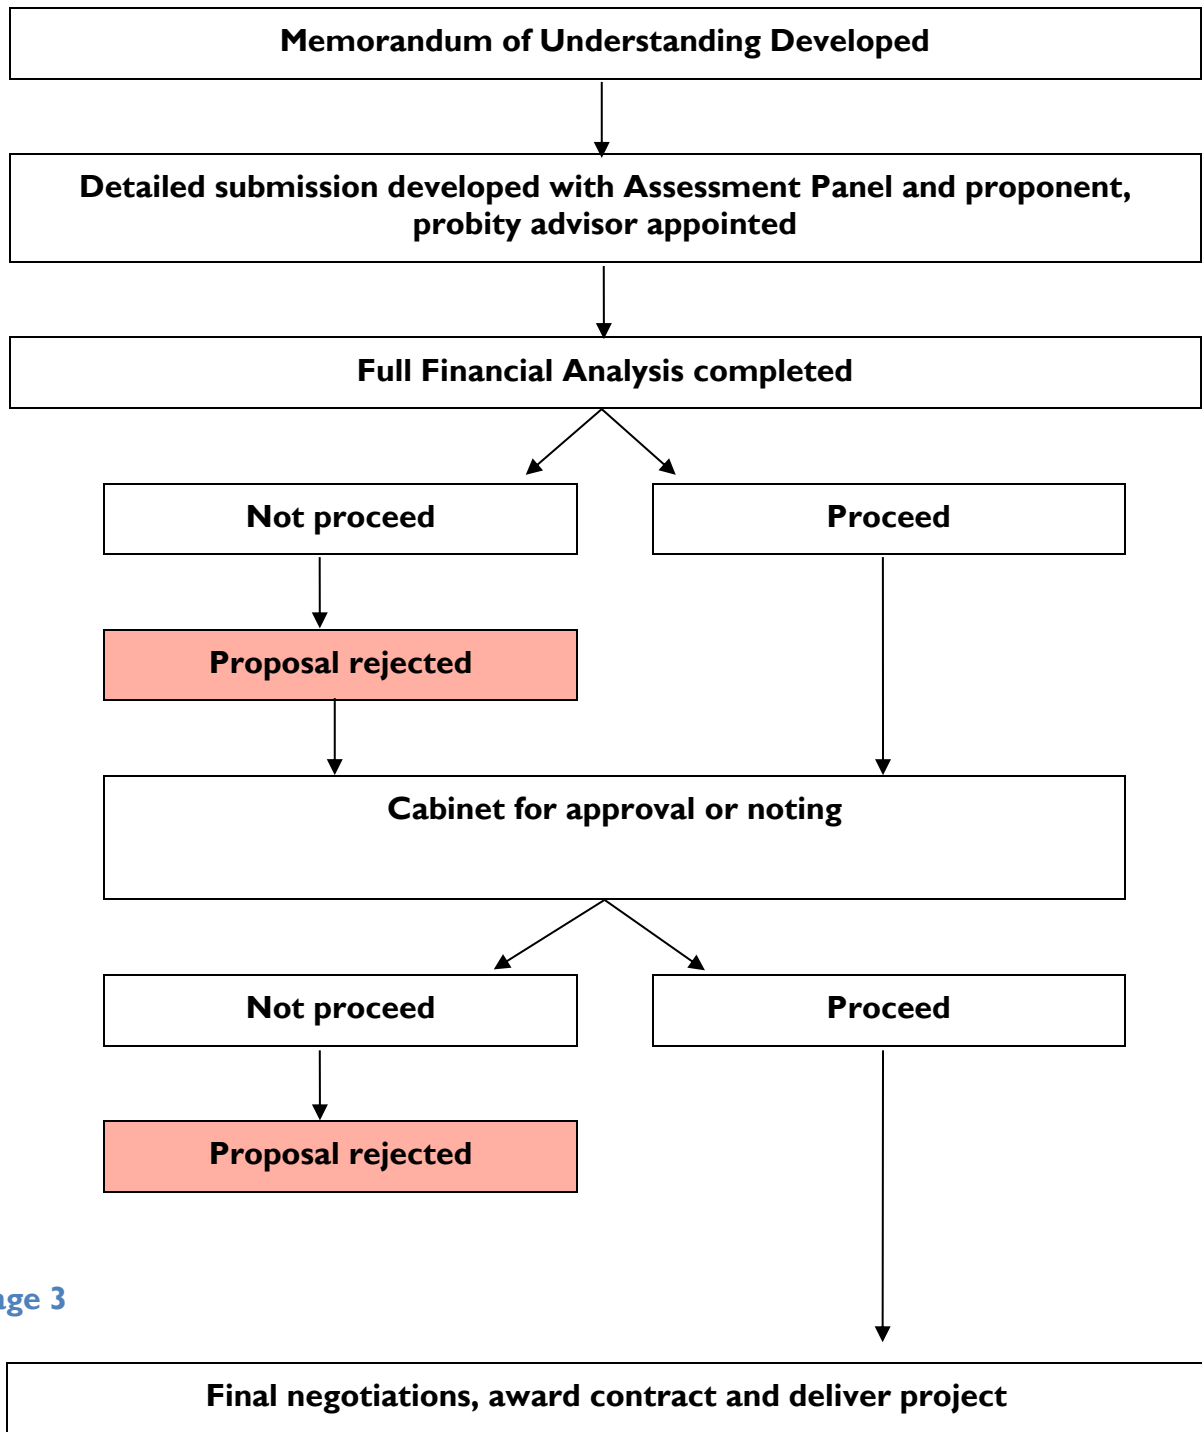 Memorandum of Understanding Developed
Detailed submission developed with Assessment Panel and proponent,
probity advisor appointed
Full Financial Analysis completed
Not proceed
Proceed
Proposal rejected
Cabinet for approval or noting
Not proceed
Proceed
Proposal rejected
age 3
Final negotiations, award contract and deliver project